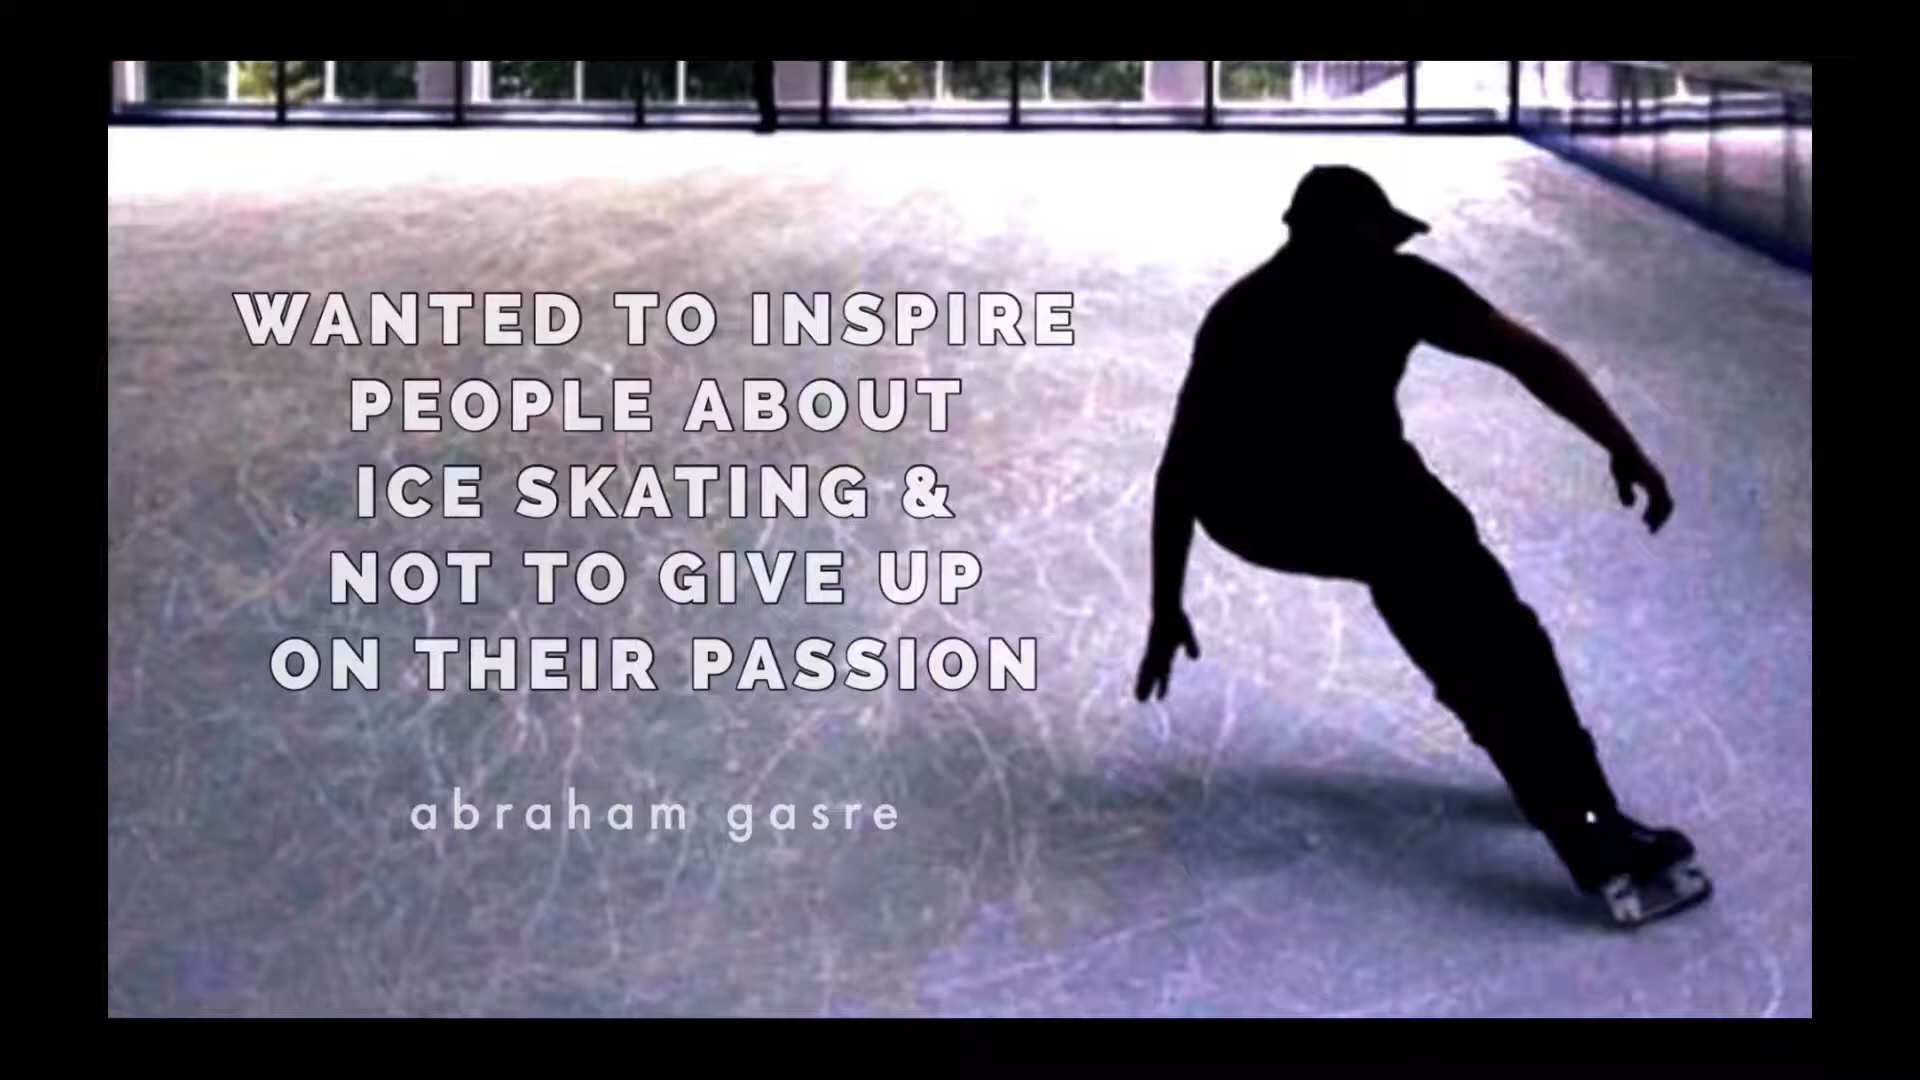 WANTED TO INSPIRE
PEOPLE ABOUT
ICE SKATING &
NOT TO GIVE UP
ON THEIR PASSION
abraham gasre